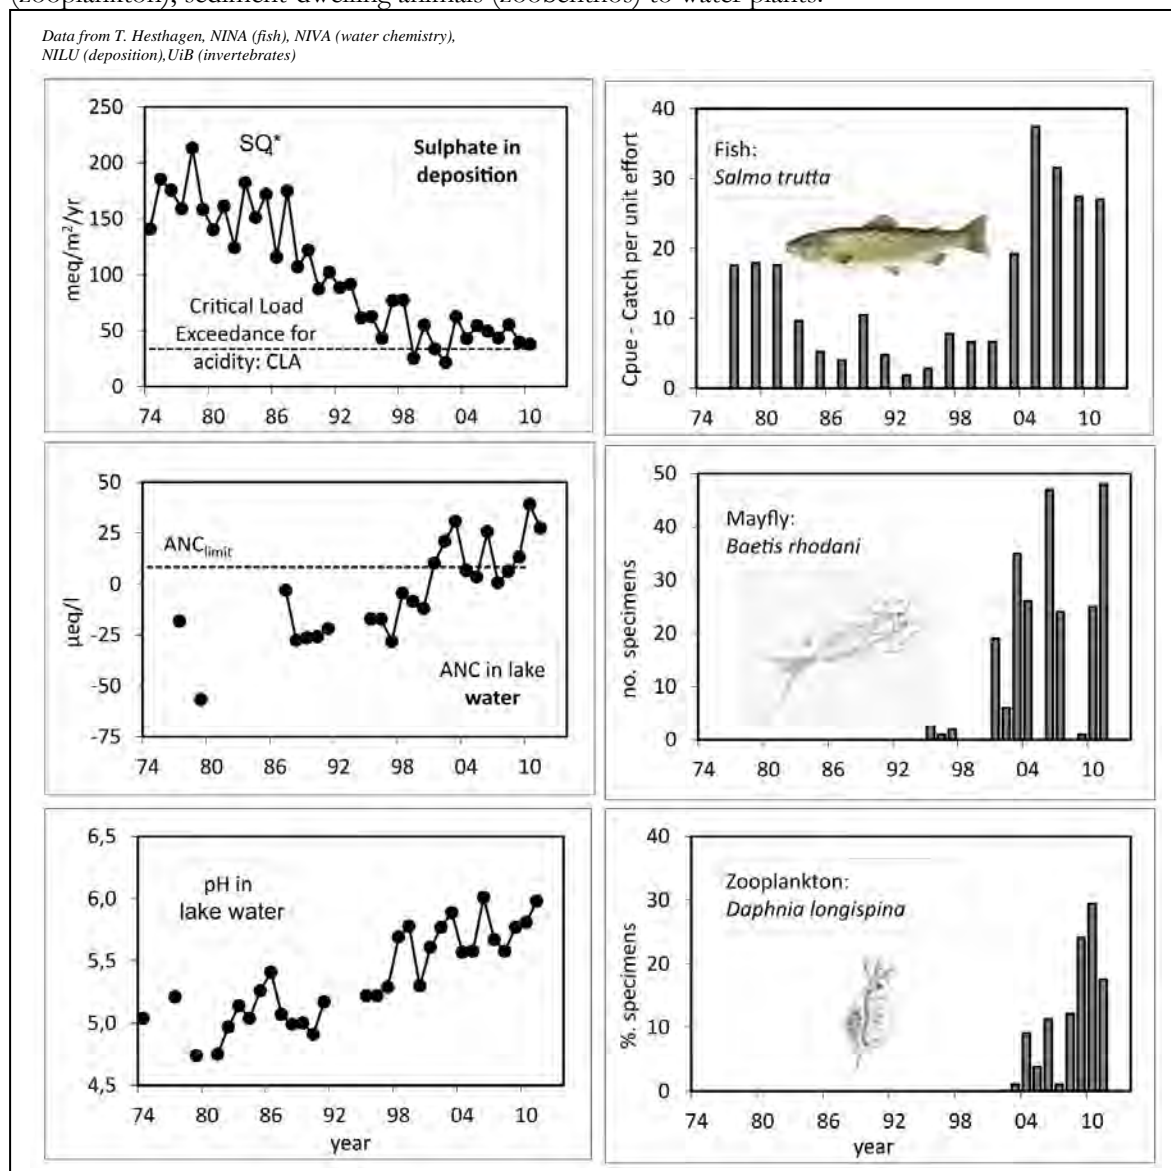 (zooplankton), sediment-dwelling animals (zoobenthos) to water plants.
Data from T. Hesthagen, NINA (fish), NIVA (water chemistry),
NILU (deposition),UiB (invertebrates)
250
200
150
100
50
0
meq/m²/yr
SO₄*
Sulphate in
deposition
Critical Load
Exceedance for
acidity: CLA
74 80 86 92 98 04 10
40
30
20
10
0
Cpue - Catch per unit effort
Fish:
Salmo trutta
74 80 86 92 98 04 10
50
25
0
-25
-50
-75
µeq/l
ANClimit
ANC in lake
water
74 80 86 92 98 04 10
50
40
30
20
10
0
no. specimens
Mayfly:
Baetis rhodani
74 80 86 92 98 04 10
6,5
6,0
5,5
5,0
4,5
pH in
lake water
74 80 86 92 98 04 10
year
40
30
20
10
0
%. specimens
Zooplankton:
Daphnia longispina
74 80 86 92 98 04 10
year